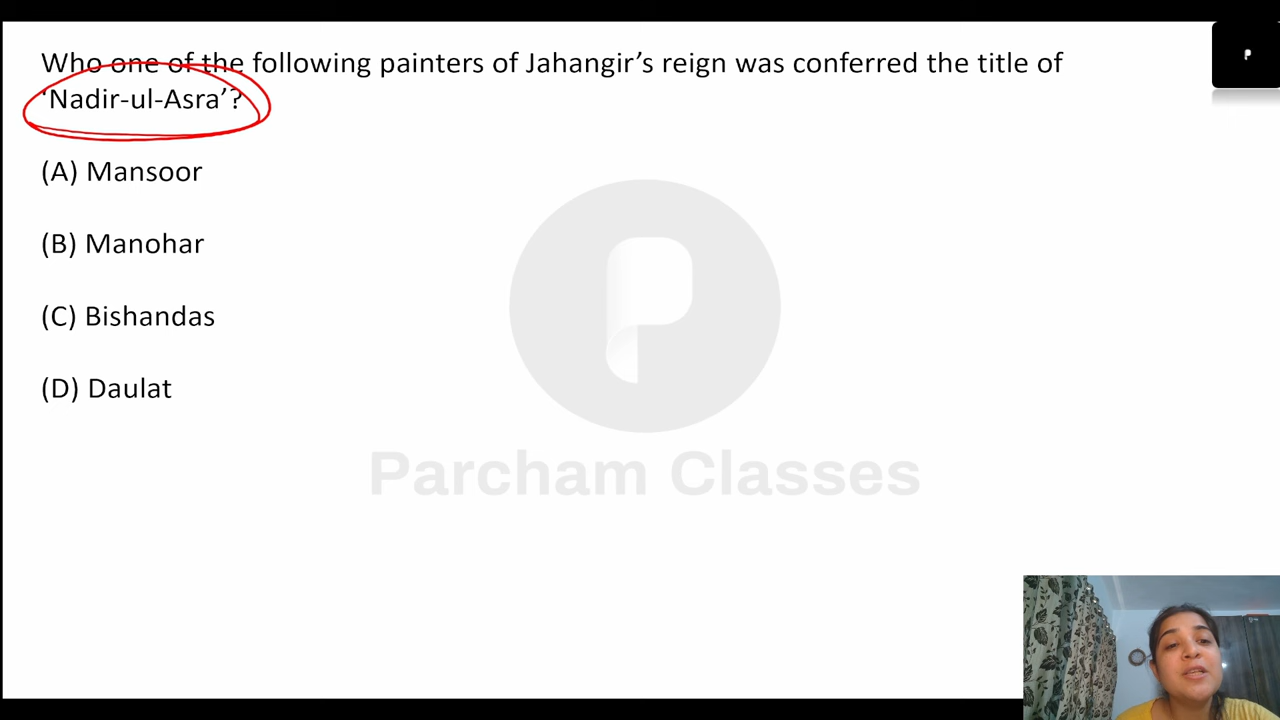 Who one of the following painters of Jahangir’s reign was conferred the title of
‘Nadir-ul-Asra’?
(A) Mansoor
(B) Manohar
(C) Bishandas
(D) Daulat
Parcham Classes